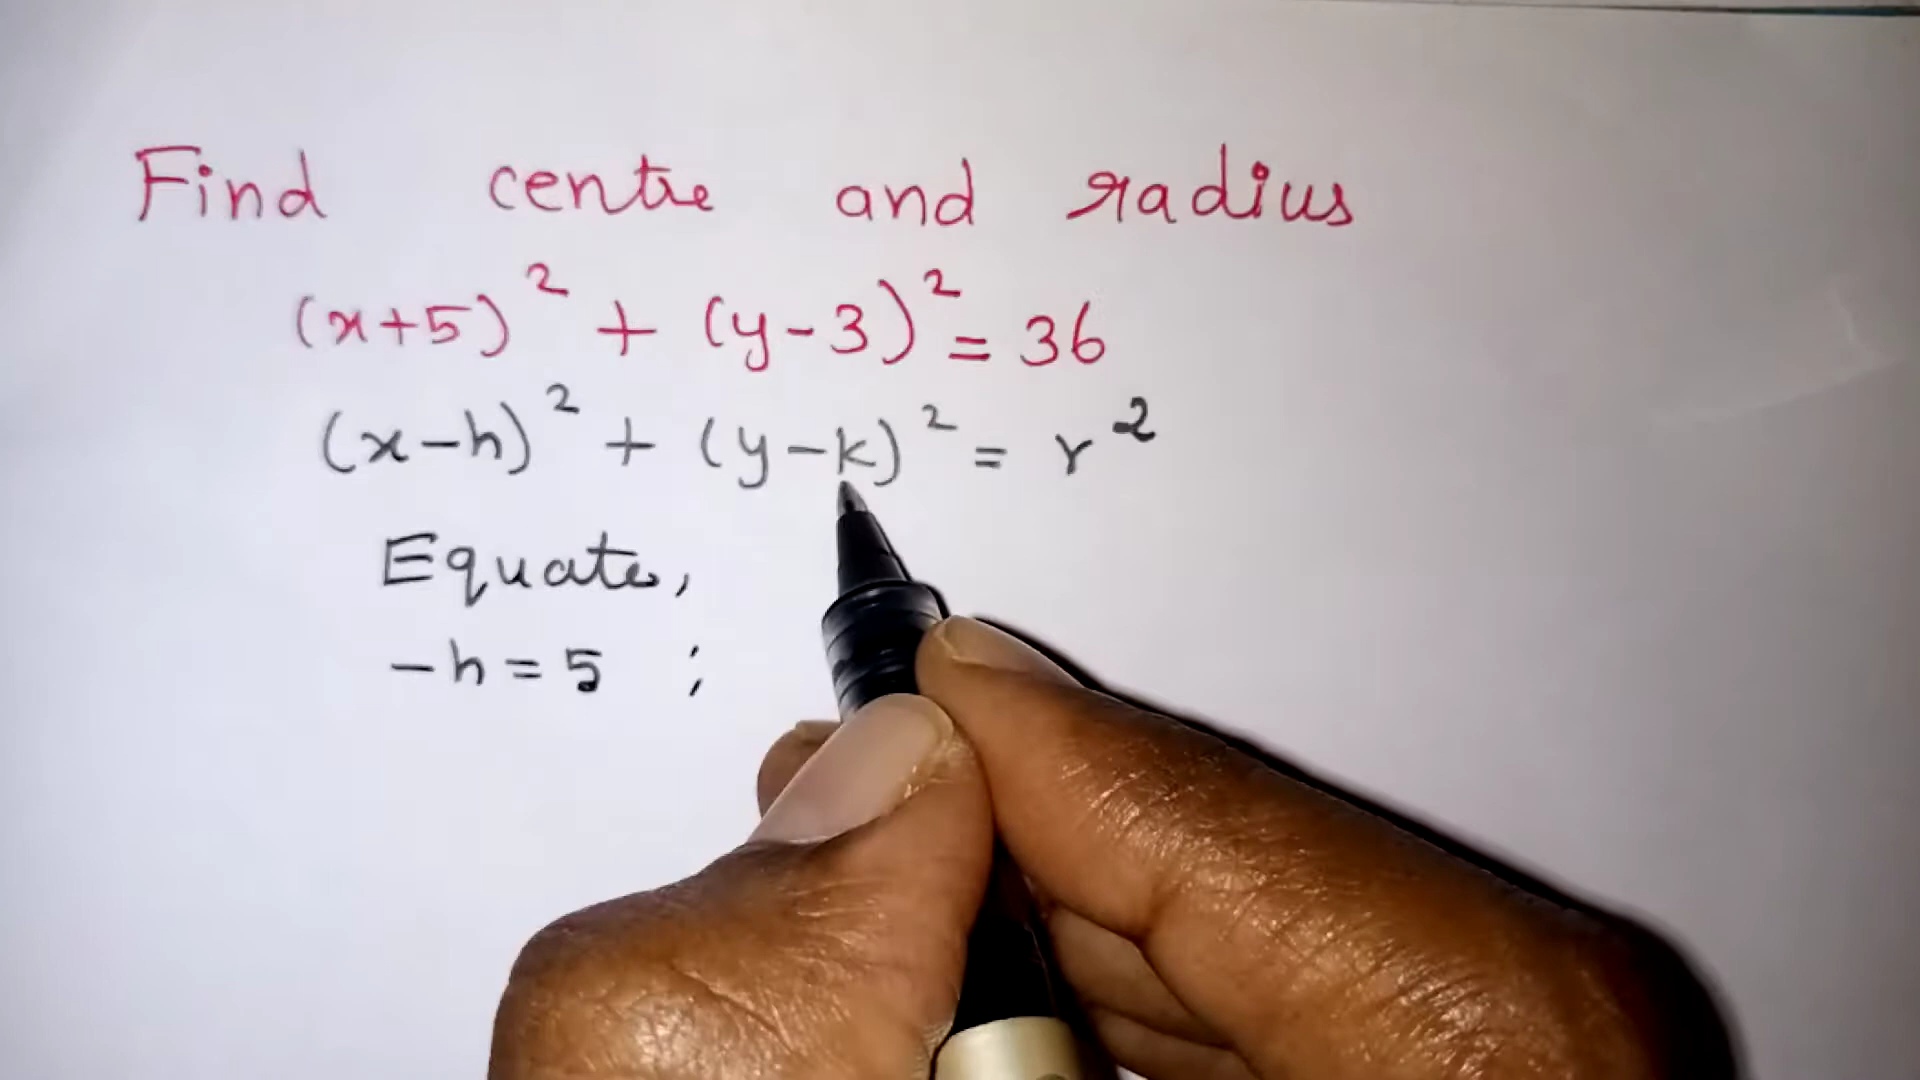 Find centre and radius
(x+5)² + (y-3)² = 36
(x-h)² + (y-k)² = r²
Equate,
-h = 5 ;